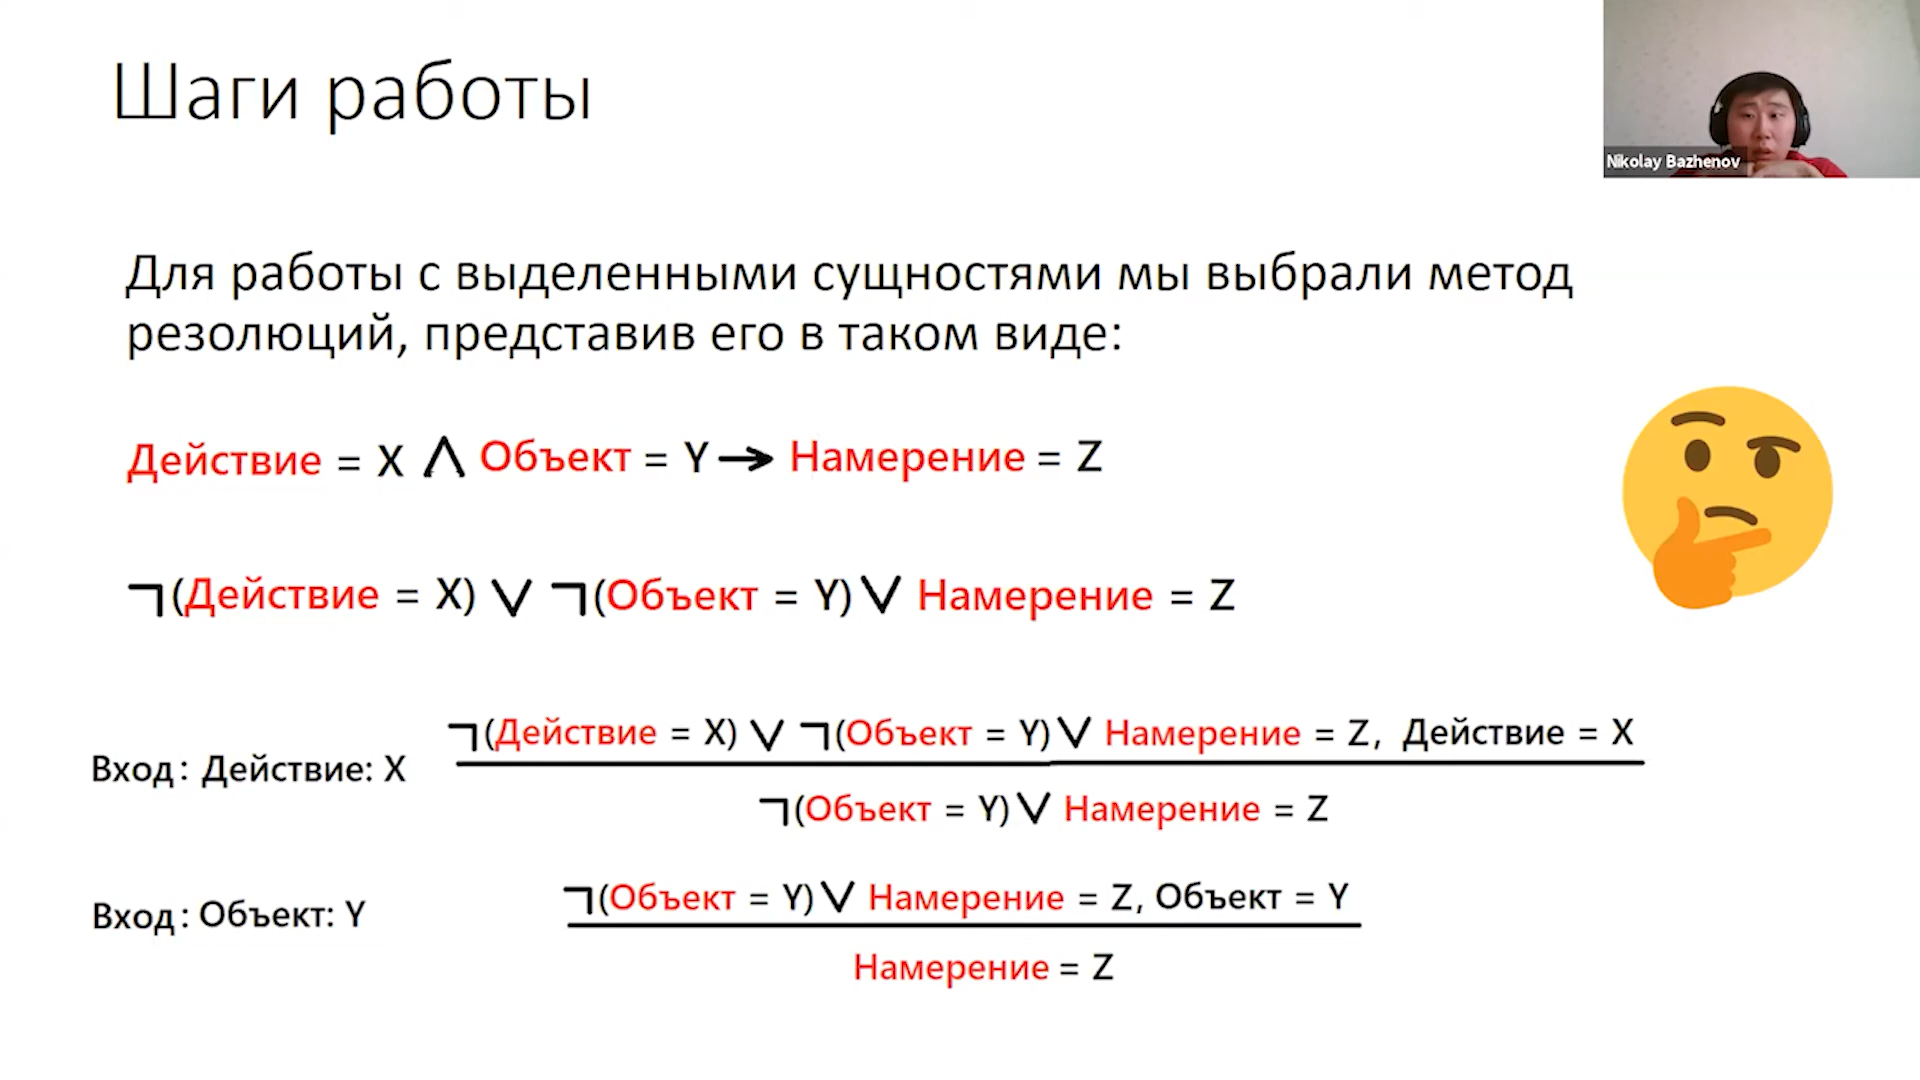 Шаги работы
Nikolay Bazhenov
Для работы с выделенными сущностями мы выбрали метод
резолюций, представив его в таком виде:
Действие = X ∧ Объект = Y → Намерение = Z
¬(Действие = X) ∨ ¬(Объект = Y) ∨ Намерение = Z
¬(Действие = X) ∨ ¬(Объект = Y) ∨ Намерение = Z, Действие = X
Вход: Действие: X
¬(Объект = Y) ∨ Намерение = Z
¬(Объект = Y) ∨ Намерение = Z, Объект = Y
Вход: Объект: Y
Намерение = Z